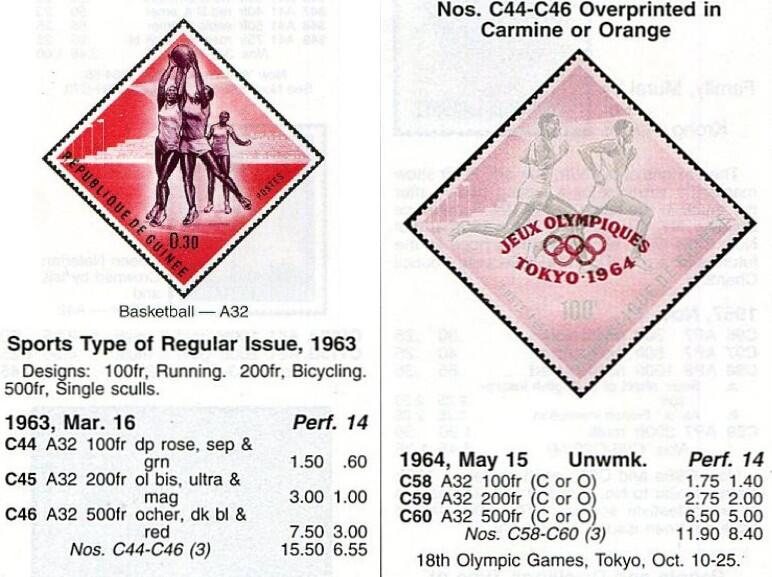 RÉPUBLIQUE DE GUINÉE
POSTES
0.30
Basketball — A32
Sports Type of Regular Issue, 1963
Designs: 100fr, Running. 200fr, Bicycling.
500fr, Single sculls.
1963, Mar. 16 Perf. 14
C44 A32 100fr dp rose, sep &
grn 1.50 .60
C45 A32 200fr ol bis, ultra &
mag 3.00 1.00
C46 A32 500fr ocher, dk bl &
red 7.50 3.00
Nos. C44-C46 (3) 15.50 6.55
Nos. C44-C46 Overprinted in
Carmine or Orange
JEUX OLYMPIQUES
TOKYO·1964
100F
1964, May 15 Unwmk. Perf. 14
C58 A32 100fr (C or O) 1.75 1.40
C59 A32 200fr (C or O) 2.75 2.00
C60 A32 500fr (C or O) 6.50 5.00
Nos. C58-C60 (3) 11.90 8.40
18th Olympic Games, Tokyo, Oct. 10-25.